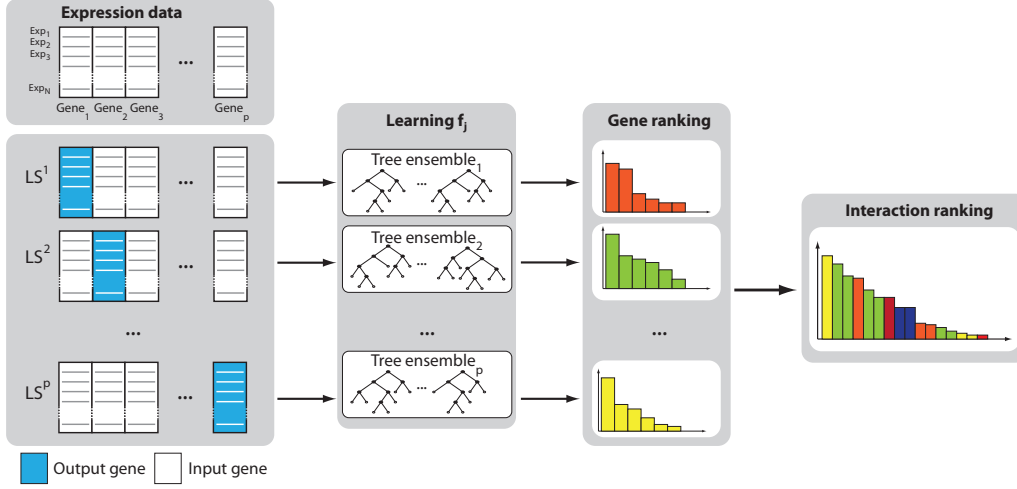 Expression data
Exp1
Exp2
Exp3
ExpN
...
Gene1 Gene2 Gene3 Genep
LS1
...
LS2
...
...
LSp
...
Output gene
Input gene
Learning fj
Tree ensemble1
...
Tree ensemble2
...
...
Tree ensemblep
...
Gene ranking
...
Interaction ranking